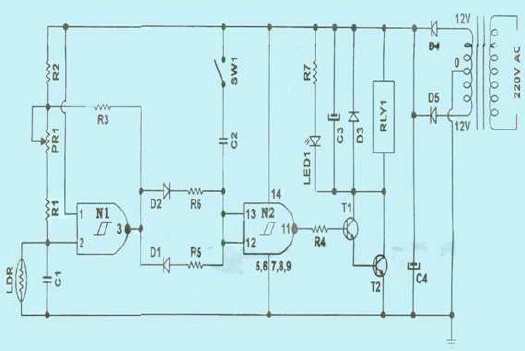 12V
D4
0
220V AC
D5
12V
R2
R3
PR1
R1
SW1
C2
R7
LED1
C3
D3
RLY1
1
N1
3
2
D2
R6
D1
R5
14
13
N2
11
12
5,6 7,8,9
R4
T1
T2
C4
LDR
C1